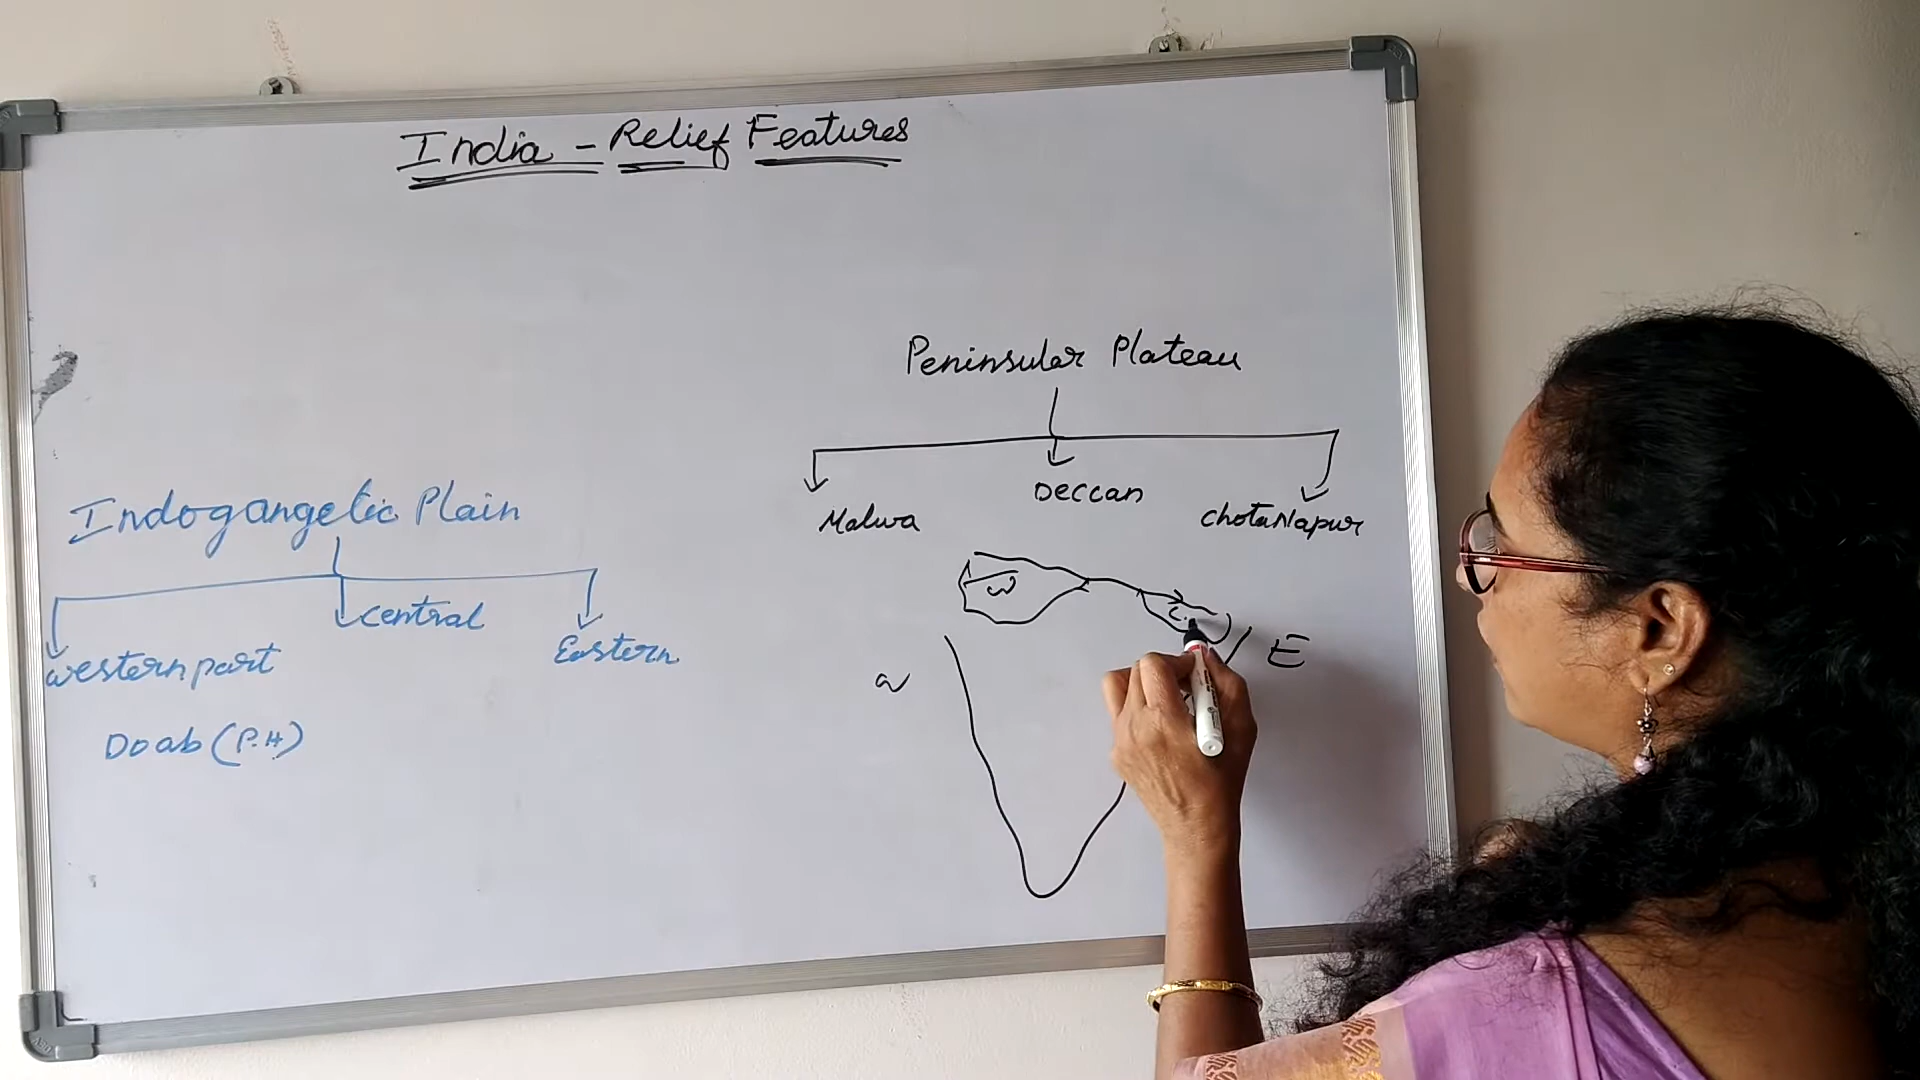 India - Relief Features
Peninsular Plateau
Malwa
Deccan
ChotaNapur
Indogangetic Plain
western part
central
Eastern
Doab (P.H)
W
E